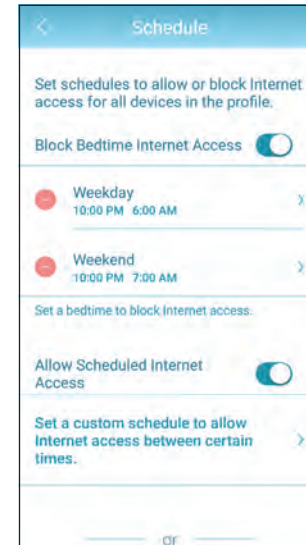 Schedule
Set schedules to allow or block Internet
access for all devices in the profile.
Block Bedtime Internet Access
Weekday
10:00 PM 6:00 AM
Weekend
10:00 PM 7:00 AM
Set a bedtime to block Internet access.
Allow Scheduled Internet
Access
Set a custom schedule to allow
Internet access between certain
times.
or